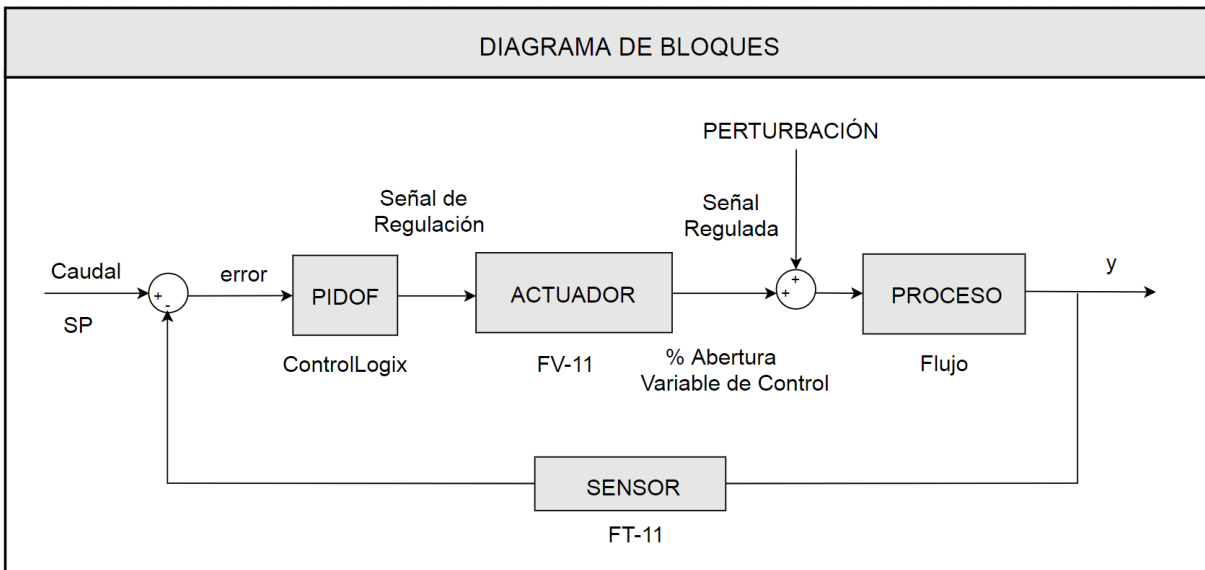 DIAGRAMA DE BLOQUES
PERTURBACIÓN
Señal de
Regulación
Señal
Regulada
Caudal
SP
+
-
error
PIDOF
ControlLogix
ACTUADOR
FV-11
% Abertura
Variable de Control
+
+
PROCESO
Flujo
y
SENSOR
FT-11